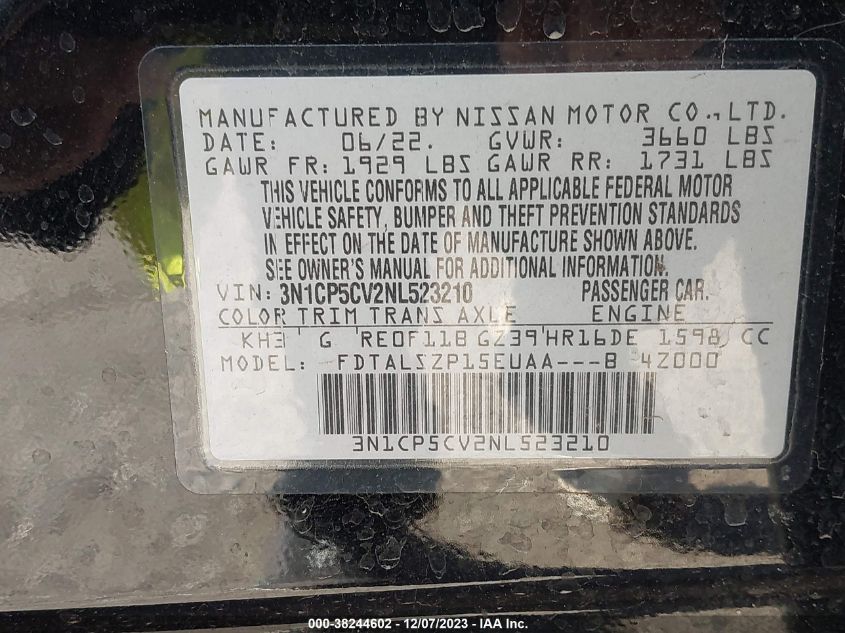 MANUFACTURED BY NISSAN MOTOR CO., LTD.
DATE: 06/22. GVWR: 3660 LBS
GAWR FR: 1929 LBS GAWR RR: 1731 LBS
THIS VEHICLE CONFORMS TO ALL APPLICABLE FEDERAL MOTOR
VEHICLE SAFETY, BUMPER AND THEFT PREVENTION STANDARDS
IN EFFECT ON THE DATE OF MANUFACTURE SHOWN ABOVE.
SEE OWNER'S MANUAL FOR ADDITIONAL INFORMATION.
VIN: 3N1CP5CV2NL523210 PASSENGER CAR.
COLOR TRIM TRANS AXLE ENGINE
KH3 G RE0F11B GZ39 HR16DE 1598 CC
MODEL: FDTALSZP15EUAA---B 4Z000
3N1CP5CV2NL523210
000-38244602 - 12/07/2023 - © IAA, Inc.